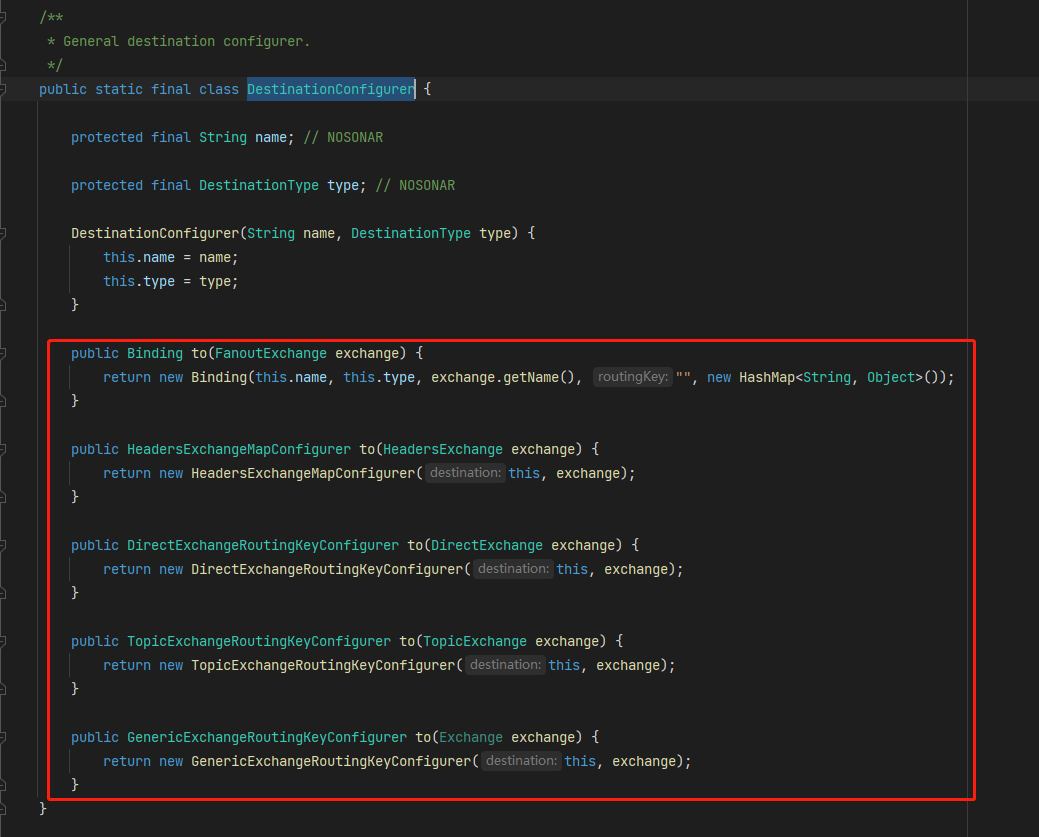 /**
 * General destination configurer.
 */
public static final class DestinationConfigurer {
protected final String name; // NOSONAR
protected final DestinationType type; // NOSONAR
DestinationConfigurer(String name, DestinationType type) {
this.name = name;
this.type = type;
}
public Binding to(FanoutExchange exchange) {
return new Binding(this.name, this.type, exchange.getName(), routingKey: "", new HashMap<String, Object>());
}
public HeadersExchangeMapConfigurer to(HeadersExchange exchange) {
return new HeadersExchangeMapConfigurer( destination: this, exchange);
}
public DirectExchangeRoutingKeyConfigurer to(DirectExchange exchange) {
return new DirectExchangeRoutingKeyConfigurer( destination: this, exchange);
}
public TopicExchangeRoutingKeyConfigurer to(TopicExchange exchange) {
return new TopicExchangeRoutingKeyConfigurer( destination: this, exchange);
}
public GenericExchangeRoutingKeyConfigurer to(Exchange exchange) {
return new GenericExchangeRoutingKeyConfigurer( destination: this, exchange);
}
}